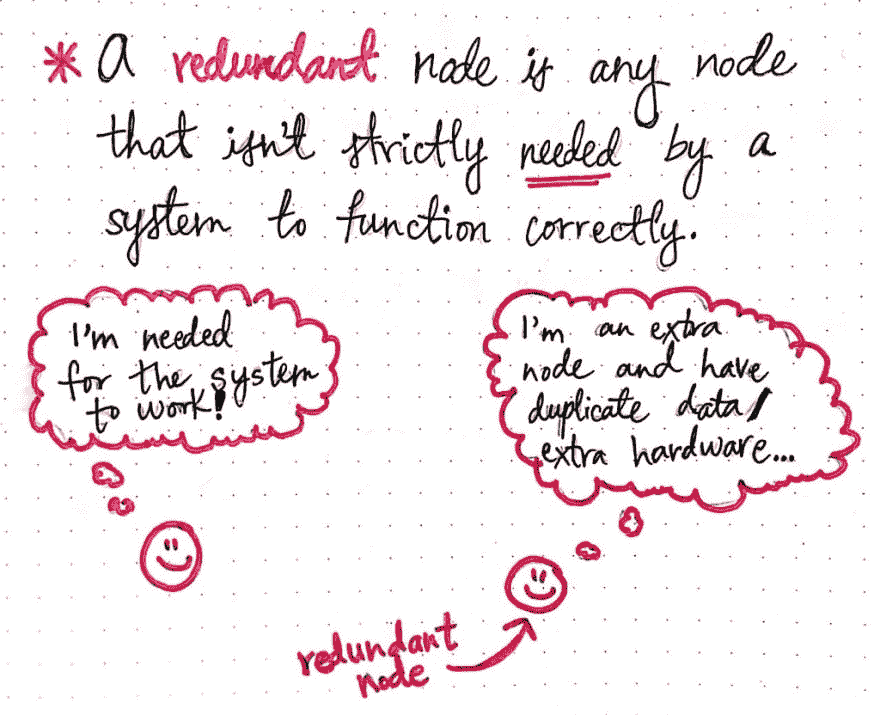 * A redundant node is any node
that isn't strictly needed by a
system to function correctly.
I'm needed
for the system
to work!
I'm an extra
node and have
duplicate data/
extra hardware...
redundant
node